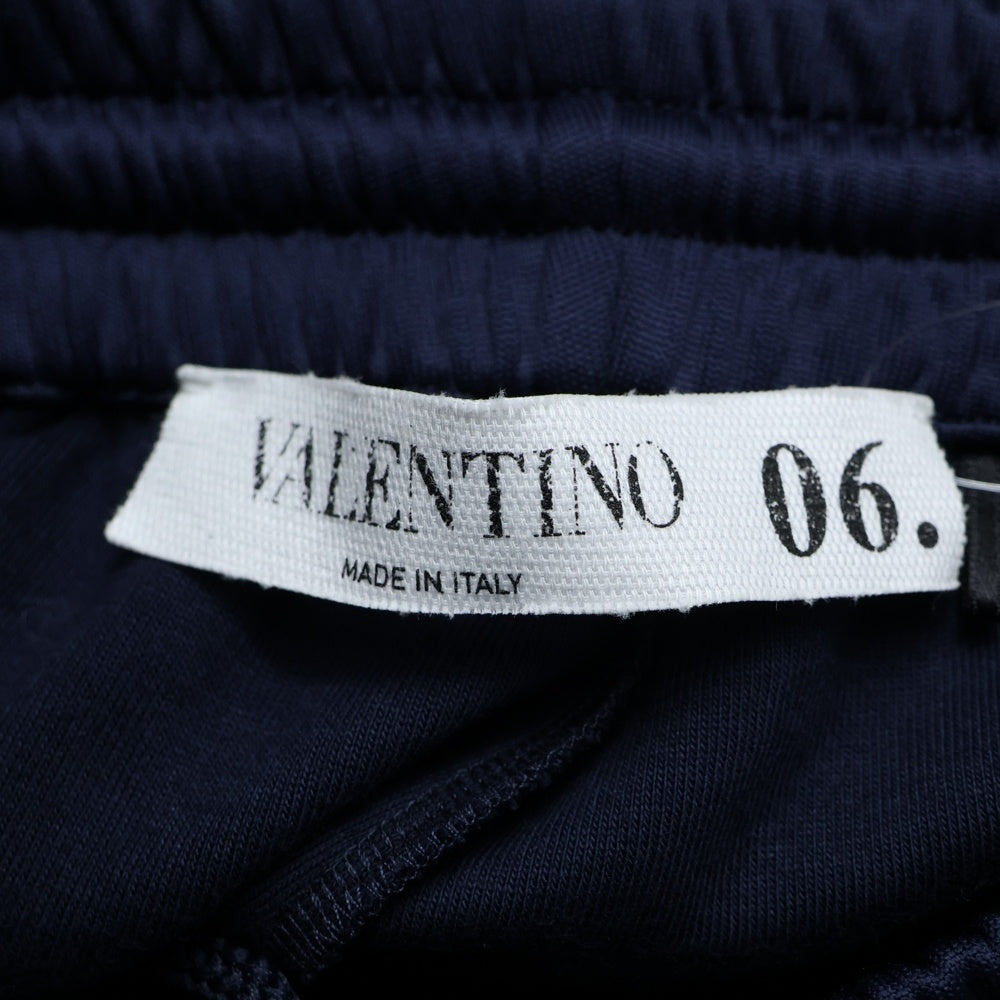 VALENTINO 06.
MADE IN ITALY